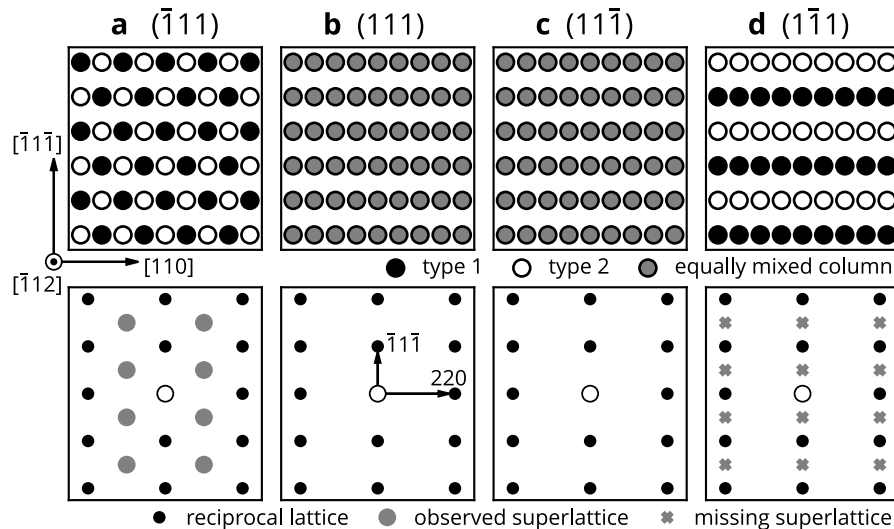 a (1̄11) b (111) c (111̄) d (11̄1)
[1̄11̄]
[110]
[1̄12]
type 1 type 2 equally mixed column
1̄11̄
220
reciprocal lattice observed superlattice missing superlattice